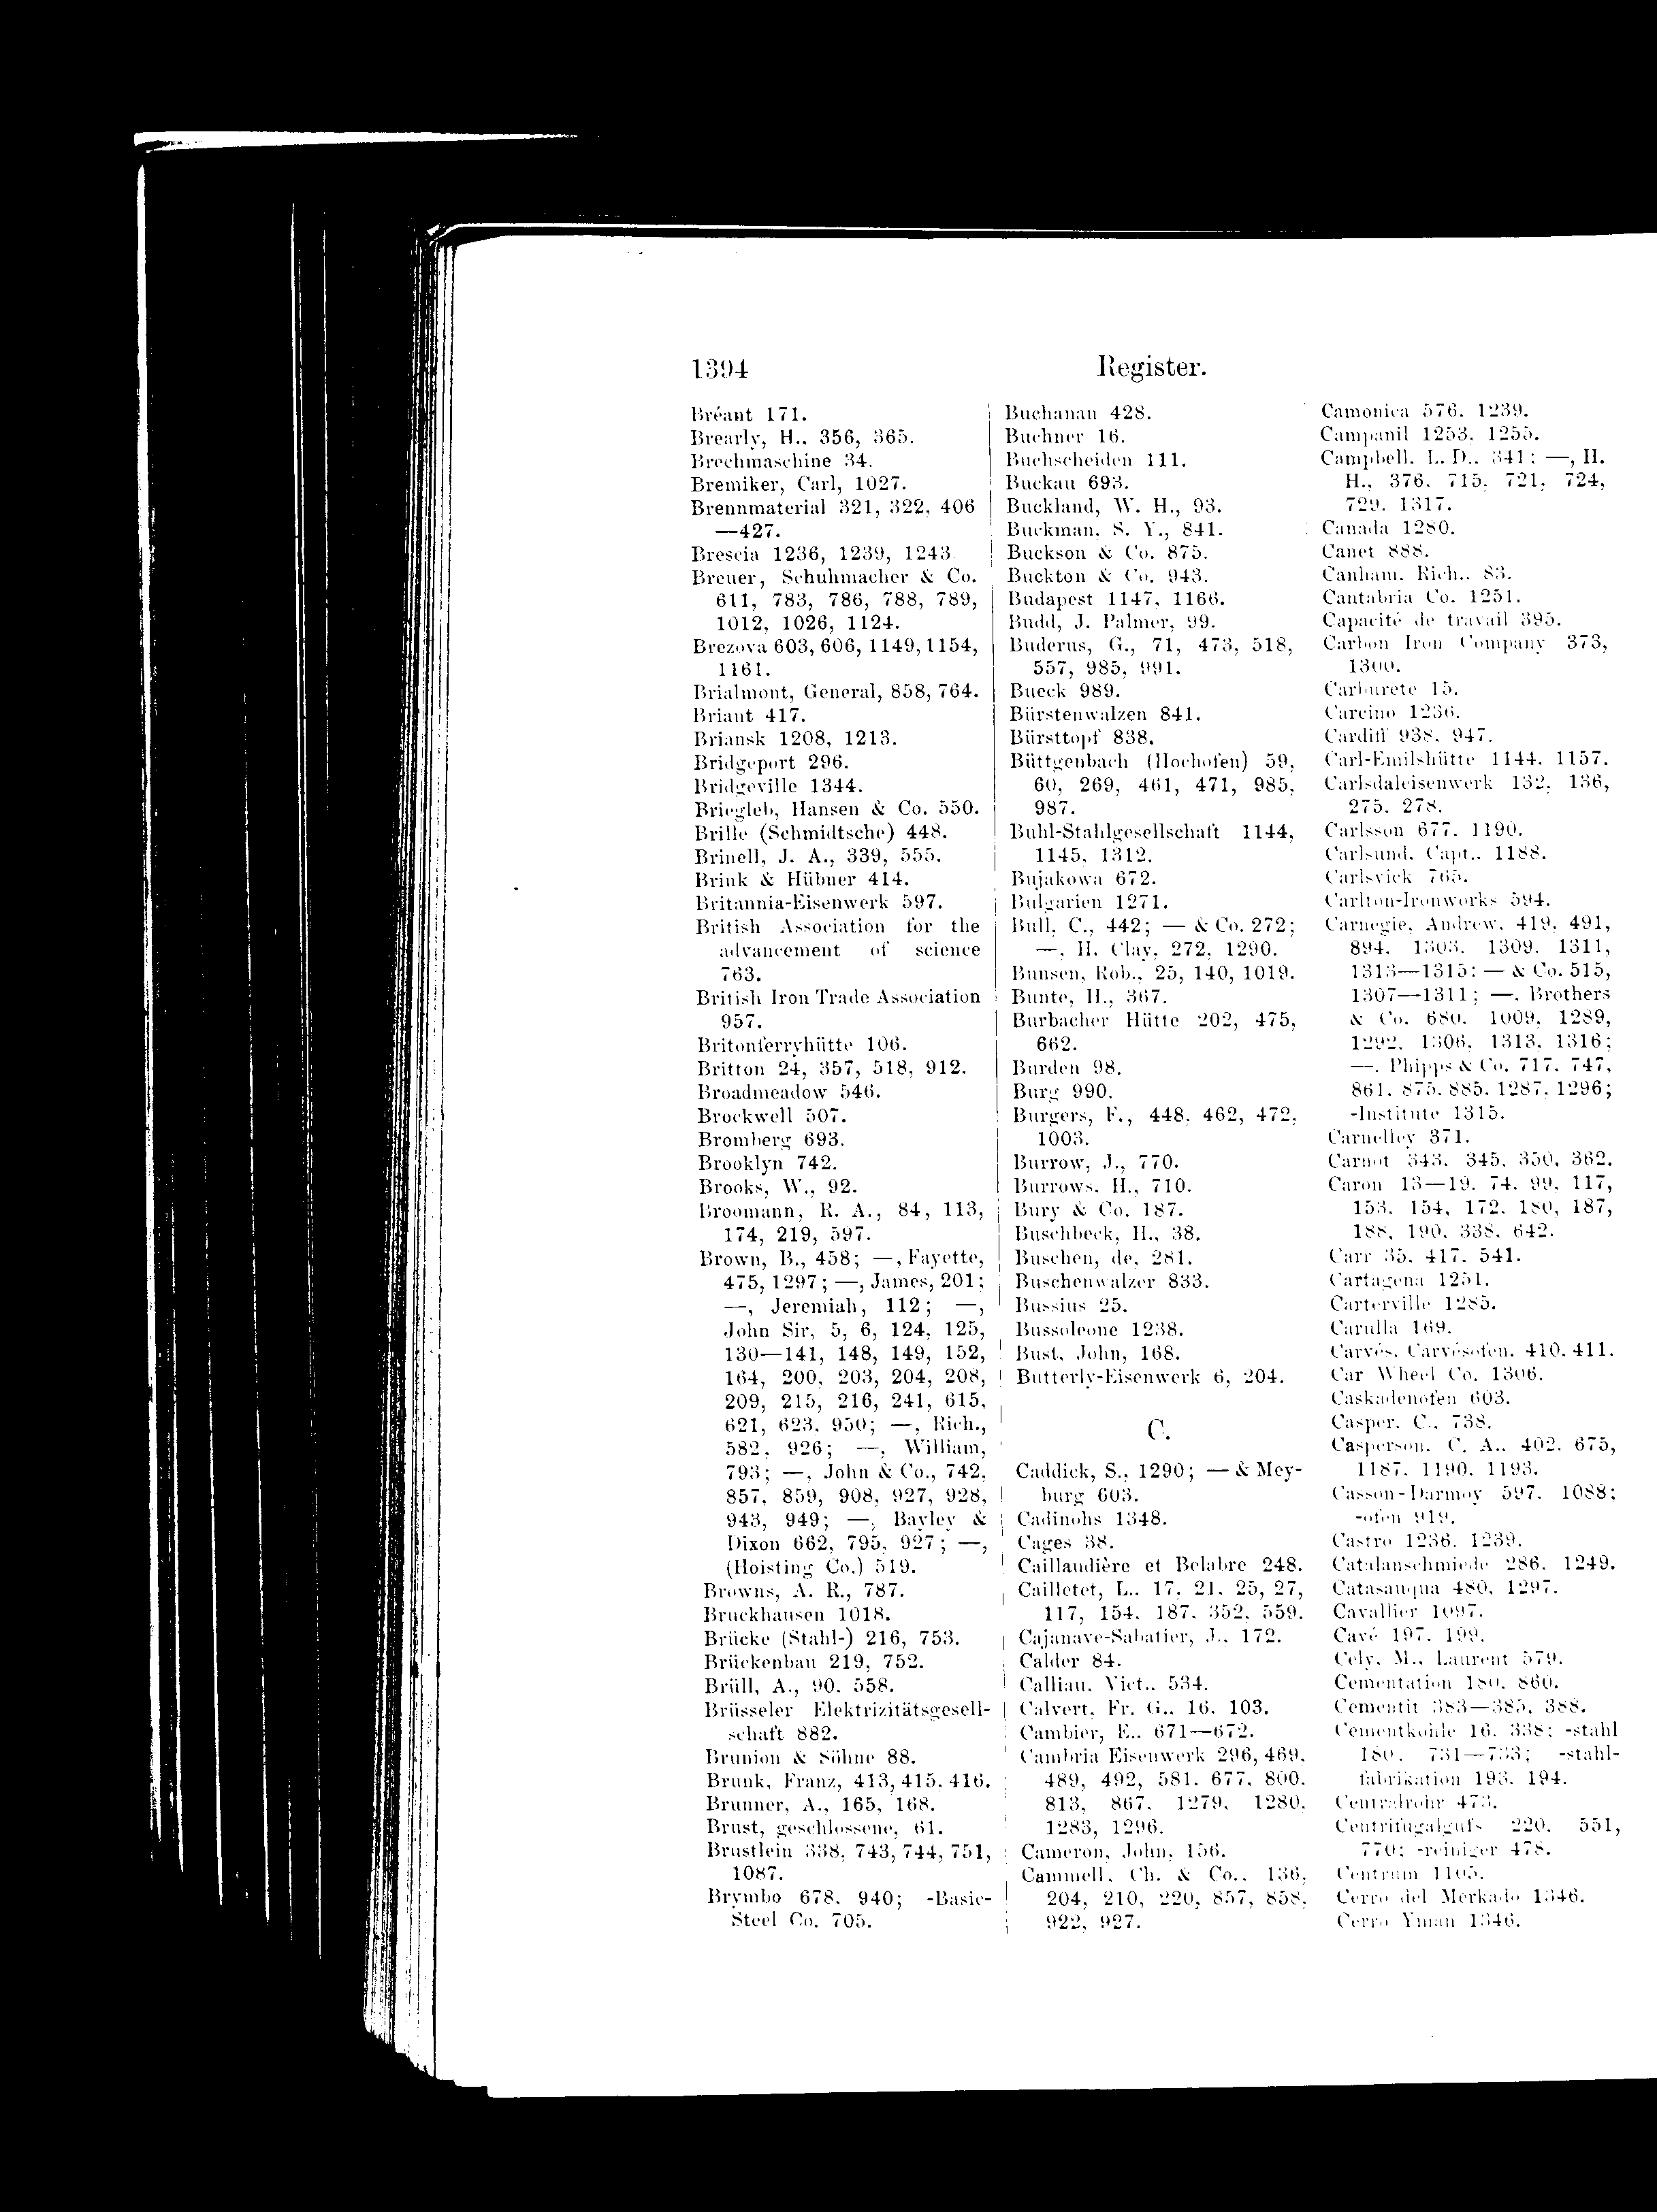 1394
Register.
Bréant 171.
Brearly, H., 356, 365.
Brechmaschine 34.
Bremiker, Carl, 1027.
Brennmaterial 321, 322, 406
—427.
Brescia 1236, 1239, 1243.
Breuer, Schuhmacher & Co.
611, 783, 786, 788, 789,
1012, 1026, 1124.
Brezova 603, 606, 1149, 1154,
1161.
Brialmont, General, 858, 764.
Briant 417.
Briansk 1208, 1213.
Bridgeport 296.
Bridgeville 1344.
Briegleb, Hansen & Co. 550.
Brille (Schmidtsche) 448.
Brinell, J. A., 339, 555.
Brink & Hübner 414.
Britannia-Eisenwerk 597.
British Association for the
advancement of science
763.
British Iron Trade Association
957.
Britonferryhütte 106.
Britton 24, 357, 518, 912.
Broadmeadow 546.
Brockwell 507.
Bromberg 693.
Brooklyn 742.
Brooks, W., 92.
Broomann, R. A., 84, 113,
174, 219, 597.
Brown, B., 458; —, Fayette,
475, 1297; —, James, 201;
—, Jeremiah, 112; —,
John Sir, 5, 6, 124, 125,
130—141, 148, 149, 152,
164, 200, 203, 204, 208,
209, 215, 216, 241, 615,
621, 623, 950; —, Rich.,
582, 926; —, William,
793; —, John & Co., 742,
857, 859, 908, 927, 928,
943, 949; —, Bayley &
Dixon 662, 795, 927; —,
(Hoisting Co.) 519.
Browns, A. R., 787.
Bruckhausen 1018.
Brücke (Stahl-) 216, 753.
Brückenbau 219, 752.
Brüll, A., 90, 558.
Brüsseler Elektrizitätsgesell-
schaft 882.
Brunion & Söhne 88.
Brunk, Franz, 413, 415, 416.
Brunner, A., 165, 168.
Brust, geschlossene, 61.
Brustlein 338, 743, 744, 751,
1087.
Brymbo 678, 940; -Basic-
Steel Co. 705.
Buchanan 428.
Buchner 16.
Buchscheiden 111.
Buckau 693.
Buckland, W. H., 93.
Buckman, S. Y., 841.
Buckson & Co. 875.
Buckton & Co. 943.
Budapest 1147, 1166.
Budd, J. Palmer, 99.
Buderus, G., 71, 473, 518,
557, 985, 991.
Bueck 989.
Bürstenwalzen 841.
Bürsttopf 838.
Büttgenbach (Hochofen) 59,
60, 269, 461, 471, 985,
987.
Buhl-Stahlgesellschaft 1144,
1145, 1312.
Bujakowa 672.
Bulgarien 1271.
Bull, C., 442; — & Co. 272;
—, H. Clay, 272, 1290.
Bunsen, Rob., 25, 140, 1019.
Bunte, H., 367.
Burbacher Hütte 202, 475,
662.
Burden 98.
Burg 990.
Burgers, F., 448, 462, 472,
1003.
Burrow, J., 770.
Burrows, H., 710.
Bury & Co. 187.
Buschbeck, H., 38.
Buschen, de, 281.
Buschenwalzer 833.
Bussius 25.
Bussoleone 1238.
Bust, John, 168.
Butterly-Eisenwerk 6, 204.
C.
Caddick, S., 1290; — & Mey-
burg 603.
Cadinohs 1348.
Cages 38.
Caillaudière et Belabre 248.
Cailletet, L., 17, 21, 25, 27,
117, 154, 187, 352, 559.
Cajanave-Sabatier, J., 172.
Calder 84.
Calliau, Vict., 534.
Calvert, Fr. G., 16, 103.
Cambier, E., 671—672.
Cambria Eisenwerk 296, 469,
489, 492, 581, 677, 800,
813, 867, 1279, 1280,
1283, 1296.
Cameron, John, 156.
Cammell, Ch. & Co., 136,
204, 210, 220, 857, 858,
922, 927.
Camonica 576, 1239.
Campanil 1253, 1255.
Campbell, L. D., 341; —, H.
H., 376, 715, 721, 724,
729, 1317.
Canada 1280.
Canet 888.
Canham, Rich., 83.
Cantabria Co. 1251.
Capacité de travail 395.
Carbon Iron Company 373,
1300.
Carburete 15.
Carcino 1236.
Cardiff 938, 947.
Carl-Emilshütte 1144, 1157.
Carlsdaleisenwerk 132, 136,
275, 278.
Carlsson 677, 1190.
Carlsund, Capt., 1188.
Carlsvick 765.
Carlton-Ironworks 594.
Carnegie, Andrew, 419, 491,
894, 1303, 1309, 1311,
1313—1315; — & Co. 515,
1307—1311; —, Brothers
& Co. 680, 1009, 1289,
1292, 1306, 1313, 1316;
—, Phipps & Co. 717, 747,
861, 875, 885, 1287, 1296;
-Institute 1315.
Carnelley 371.
Carnot 343, 345, 350, 362.
Caron 13—19, 74, 99, 117,
153, 154, 172, 180, 187,
188, 190, 338, 642.
Carr 35, 417, 541.
Cartagena 1251.
Carterville 1285.
Carulla 169.
Carvés, Carvésofen, 410, 411.
Car Wheel Co. 1306.
Caskadenofen 603.
Casper, C., 738.
Casperson, C. A., 402, 675,
1187, 1190, 1193.
Casson-Darmoy 597, 1088;
-ofen 919.
Castro 1236, 1239.
Catalanschmiede 286, 1249.
Catasauqua 480, 1297.
Cavallier 1097.
Cavé 197, 199.
Cely, M., Laurent 579.
Cementation 180, 860.
Cementit 383—385, 388.
Cementkohle 16, 338; -stahl
180, 731—733; -stahl-
fabrikation 193, 194.
Centralrohr 473.
Centrifugalguſs 220, 551,
770; -reiniger 478.
Centrum 1105.
Cerro del Merkado 1346.
Cerro Yman 1346.